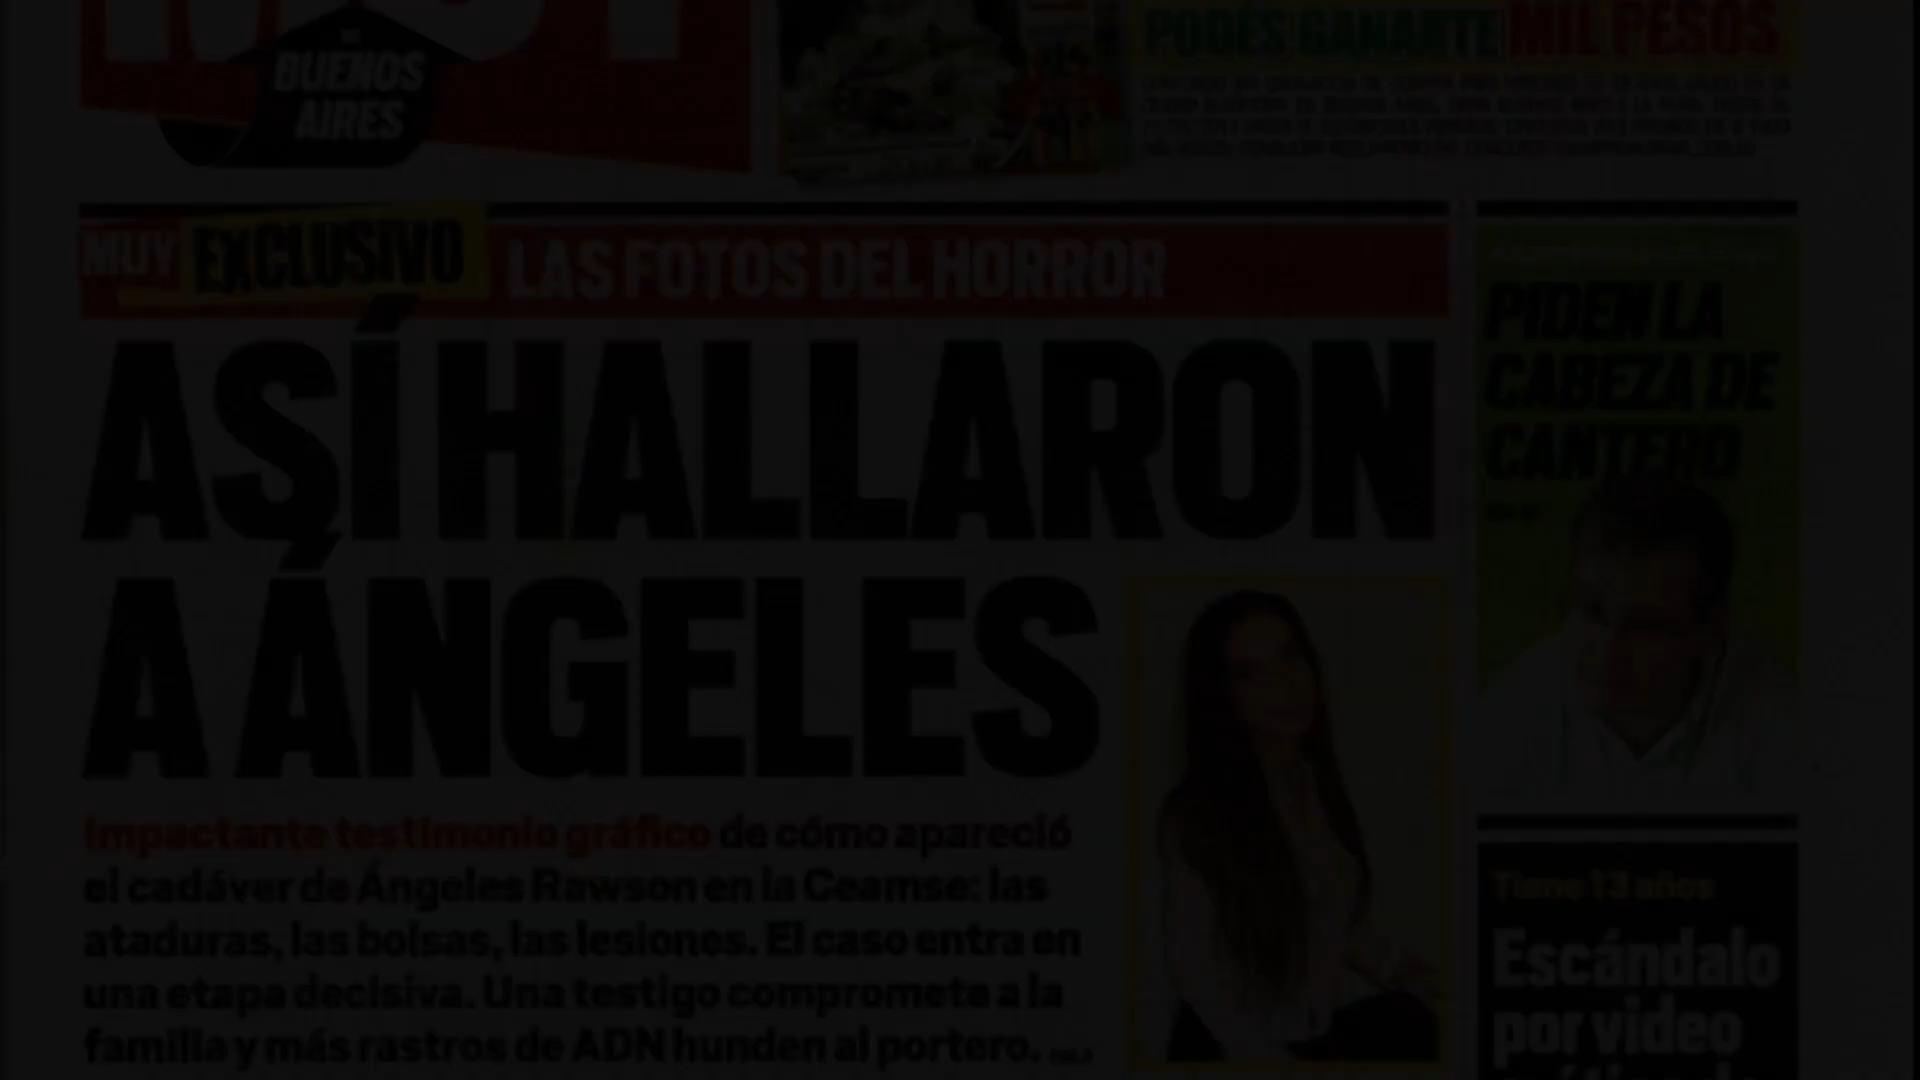 BUENOS
AIRES
PODÉS GANARTE MIL PESOS
MUY EXCLUSIVO LAS FOTOS DEL HORROR
ASÍ HALLARON
A ÁNGELES
Impactante testimonio gráfico de cómo apareció
el cadáver de Ángeles Rawson en la Ceamse: las
ataduras, las bolsas, las lesiones. El caso entra en
una etapa decisiva. Una testigo compromete a la
familia y más rastros de ADN hunden al portero.
PIDEN LA
CABEZA DE
CANTERO
Tiene 13 años
Escándalo
por video